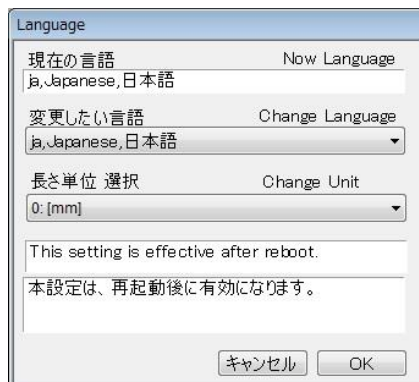 Language
現在の言語 Now Language
ja,Japanese,日本語
変更したい言語 Change Language
ja,Japanese,日本語
長さ単位 選択 Change Unit
0: [mm]
This setting is effective after reboot.
本設定は、再起動後に有効になります。
キャンセル OK